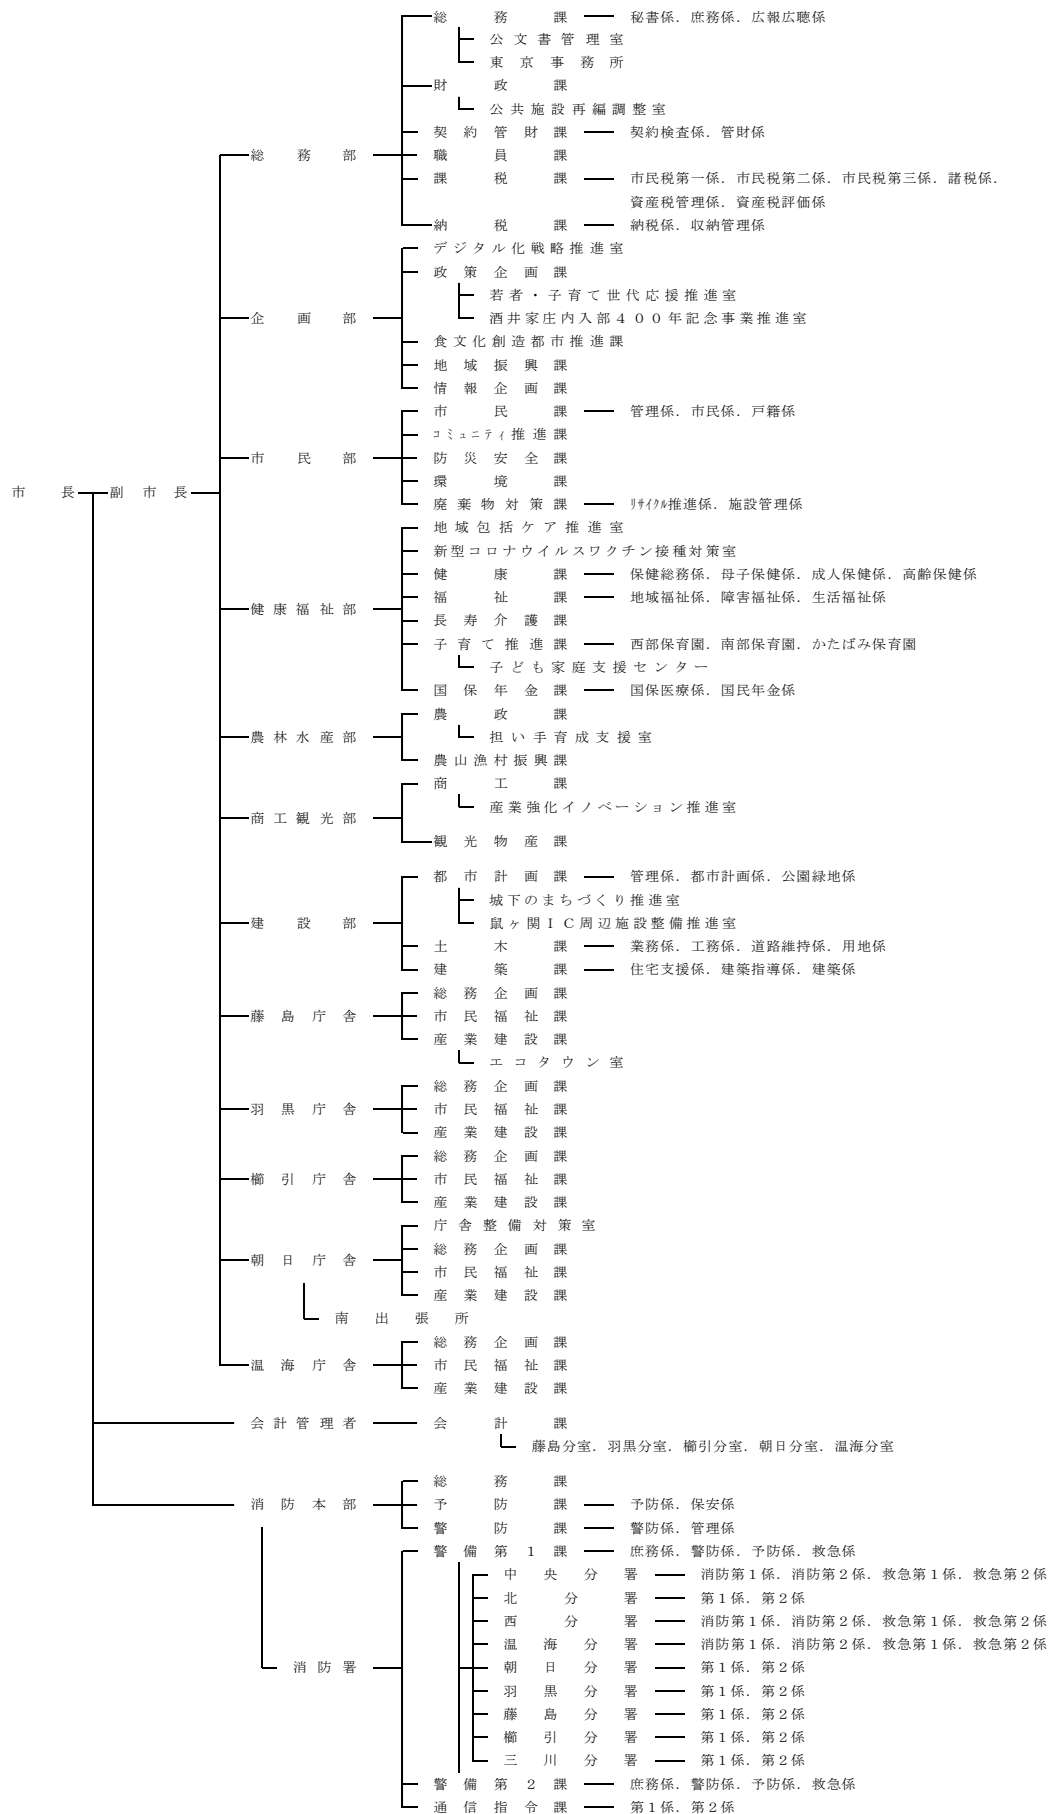 総務課 秘書係．庶務係．広報広聴係
公文書管理室
東京事務所
財政課
公共施設再編調整室
契約管財課 契約検査係．管財係
総務部 職員課
課税課 市民税第一係．市民税第二係．市民税第三係．諸税係．
資産税管理係．資産税評価係
納税課 納税係．収納管理係
デジタル化戦略推進室
政策企画課
若者・子育て世代応援推進室
企画部 酒井家庄内入部４００年記念事業推進室
食文化創造都市推進課
地域振興課
情報企画課
市民課 管理係．市民係．戸籍係
コミュニティ推進課
市民部 防災安全課
環境課
市長 副市長
廃棄物対策課 ﾘｻｲｸﾙ推進係．施設管理係
地域包括ケア推進室
新型コロナウイルスワクチン接種対策室
健康課 保健総務係．母子保健係．成人保健係．高齢保健係
福祉課 地域福祉係．障害福祉係．生活福祉係
健康福祉部
長寿介護課
子育て推進課 西部保育園．南部保育園．かたばみ保育園
子ども家庭支援センター
国保年金課 国保医療係．国民年金係
農政課
農林水産部 担い手育成支援室
農山漁村振興課
商工課
産業強化イノベーション推進室
商工観光部
観光物産課
都市計画課 管理係．都市計画係．公園緑地係
城下のまちづくり推進室
建設部 鼠ヶ関ＩＣ周辺施設整備推進室
土木課 業務係．工務係．道路維持係．用地係
建築課 住宅支援係．建築指導係．建築係
総務企画課
藤島庁舎 市民福祉課
産業建設課
エコタウン室
総務企画課
羽黒庁舎 市民福祉課
産業建設課
総務企画課
櫛引庁舎 市民福祉課
産業建設課
庁舎整備対策室
総務企画課
朝日庁舎
市民福祉課
産業建設課
南出張所
総務企画課
温海庁舎 市民福祉課
産業建設課
会計管理者 会計課
藤島分室．羽黒分室．櫛引分室．朝日分室．温海分室
総務課
消防本部 予防課 予防係．保安係
警防課 警防係．管理係
警備第１課 庶務係．警防係．予防係．救急係
中央分署 消防第１係．消防第２係．救急第１係．救急第２係
北分署 第１係．第２係
西分署 消防第１係．消防第２係．救急第１係．救急第２係
温海分署 消防第１係．消防第２係．救急第１係．救急第２係
消防署 朝日分署 第１係．第２係
羽黒分署 第１係．第２係
藤島分署 第１係．第２係
櫛引分署 第１係．第２係
三川分署 第１係．第２係
警備第２課 庶務係．警防係．予防係．救急係
通信指令課 第１係．第２係